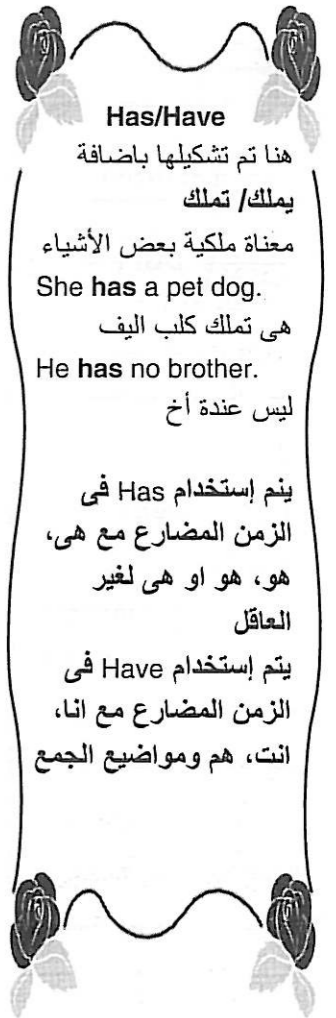 Has/Have
هنا تم تشكيلها باضافة
يملك/ تملك
معناة ملكية بعض الأشياء
She has a pet dog.
هى تملك كلب اليف
He has no brother.
ليس عندة أخ
ينم إستخدام Has فى
الزمن المضارع مع هى،
هو، هو او هى لغير
العاقل
يتم إستخدام Have فى
الزمن المضارع مع انا،
انت، هم ومواضيع الجمع